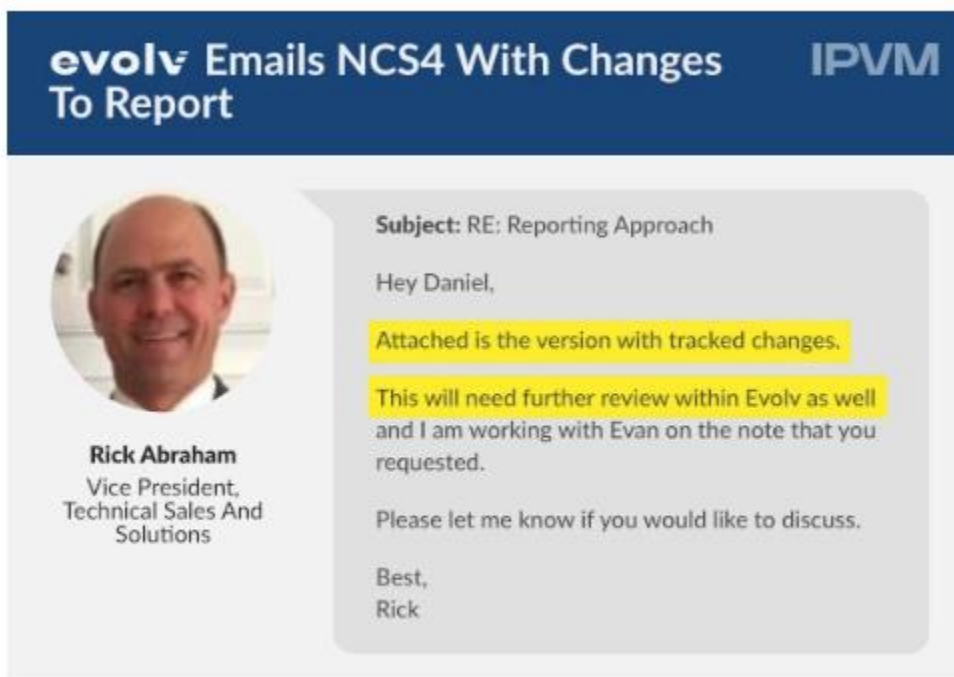 evolv Emails NCS4 With Changes
To Report
IPVM
Subject: RE: Reporting Approach
Hey Daniel,
Attached is the version with tracked changes.
This will need further review within Evolv as well
and I am working with Evan on the note that you
requested.
Please let me know if you would like to discuss.
Best,
Rick
Rick Abraham
Vice President,
Technical Sales And
Solutions